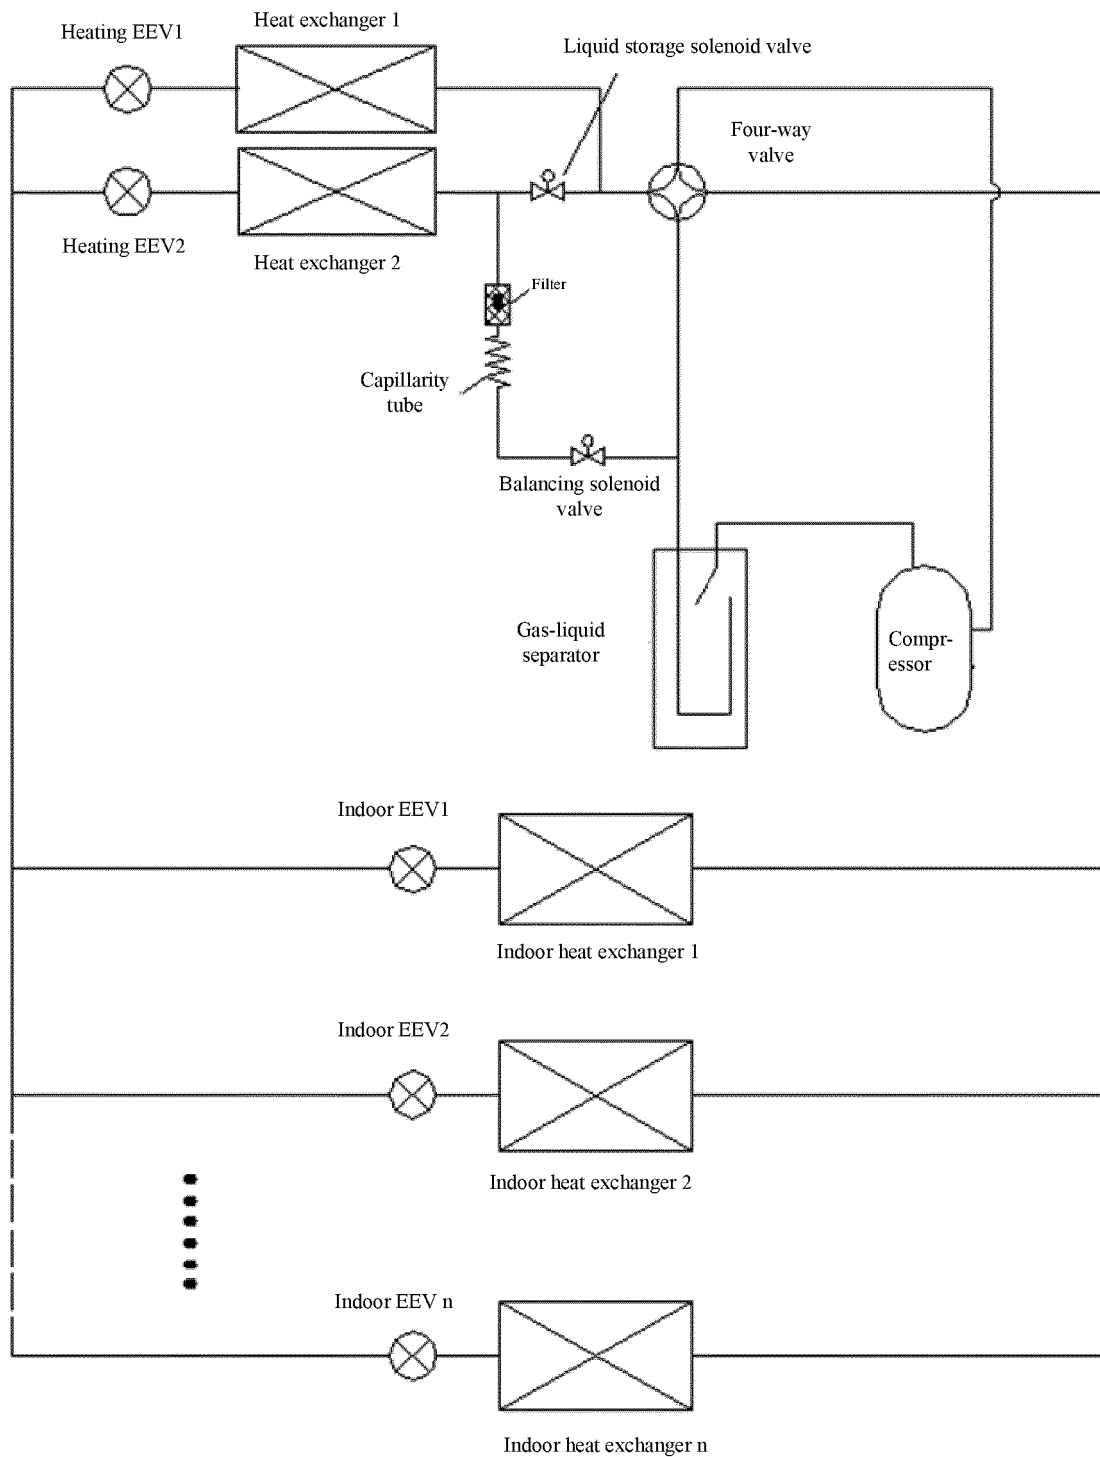 Heat exchanger 1
Heating EEV1
Liquid storage solenoid valve
Four-way
valve
Heating EEV2
Heat exchanger 2
Filter
Capillarity
tube
Balancing solenoid
valve
Gas-liquid
separator
Compr-
essor
Indoor EEV1
Indoor heat exchanger 1
Indoor EEV2
Indoor heat exchanger 2
Indoor EEV n
Indoor heat exchanger n